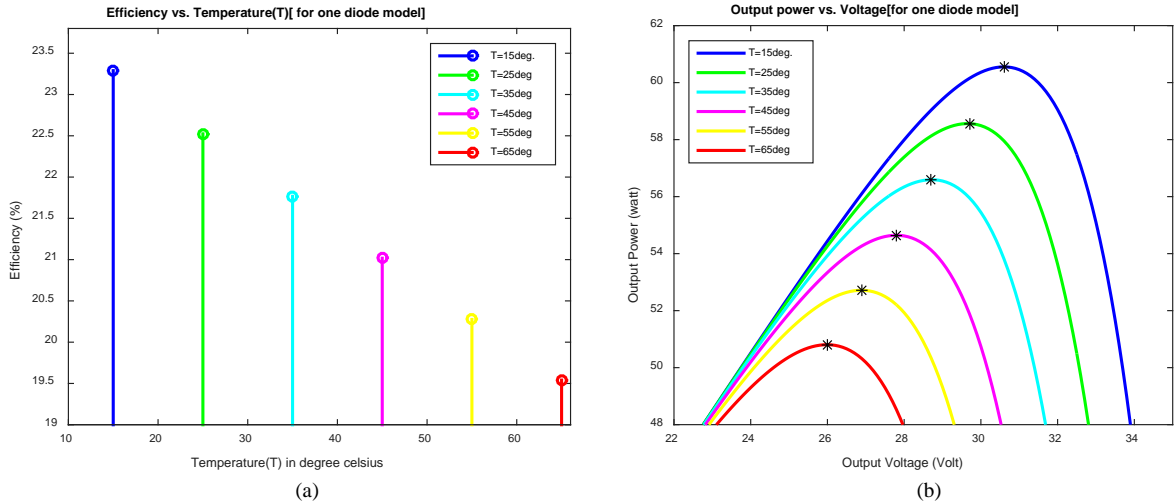 Efficiency vs. Temperature(T)[ for one diode model]
23.5
23
22.5
22
21.5
21
20.5
20
19.5
19
Efficiency (%)
T=15deg.
T=25deg
T=35deg
T=45deg
T=55deg
T=65deg
10 20 30 40 50 60
Temperature(T) in degree celsius
(a)
Output power vs. Voltage[for one diode model]
62
60
58
56
54
52
50
48
Output Power (watt)
T=15deg.
T=25deg
T=35deg
T=45deg
T=55deg
T=65deg
22 24 26 28 30 32 34
Output Voltage (Volt)
(b)